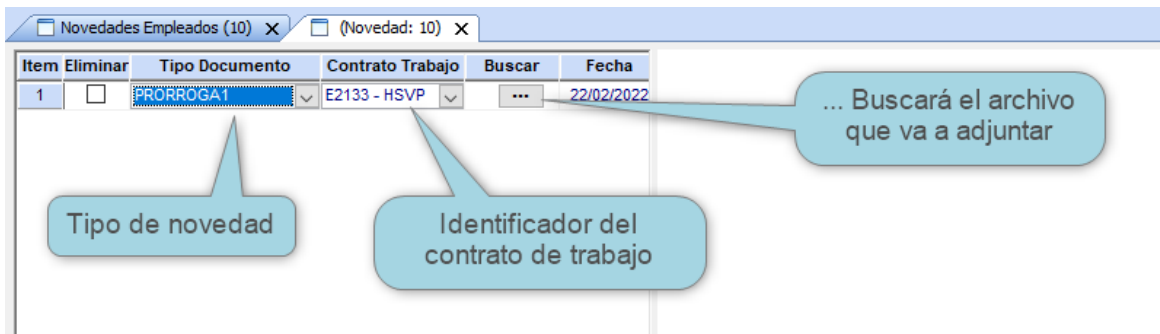 Novedades Empleados (10) X (Novedad: 10) X
Item Eliminar Tipo Documento Contrato Trabajo Buscar Fecha
1 PRORROGA1 E2133 - HSVP ... 22/02/2022
... Buscará el archivo
que va a adjuntar
Tipo de novedad
Identificador del
contrato de trabajo